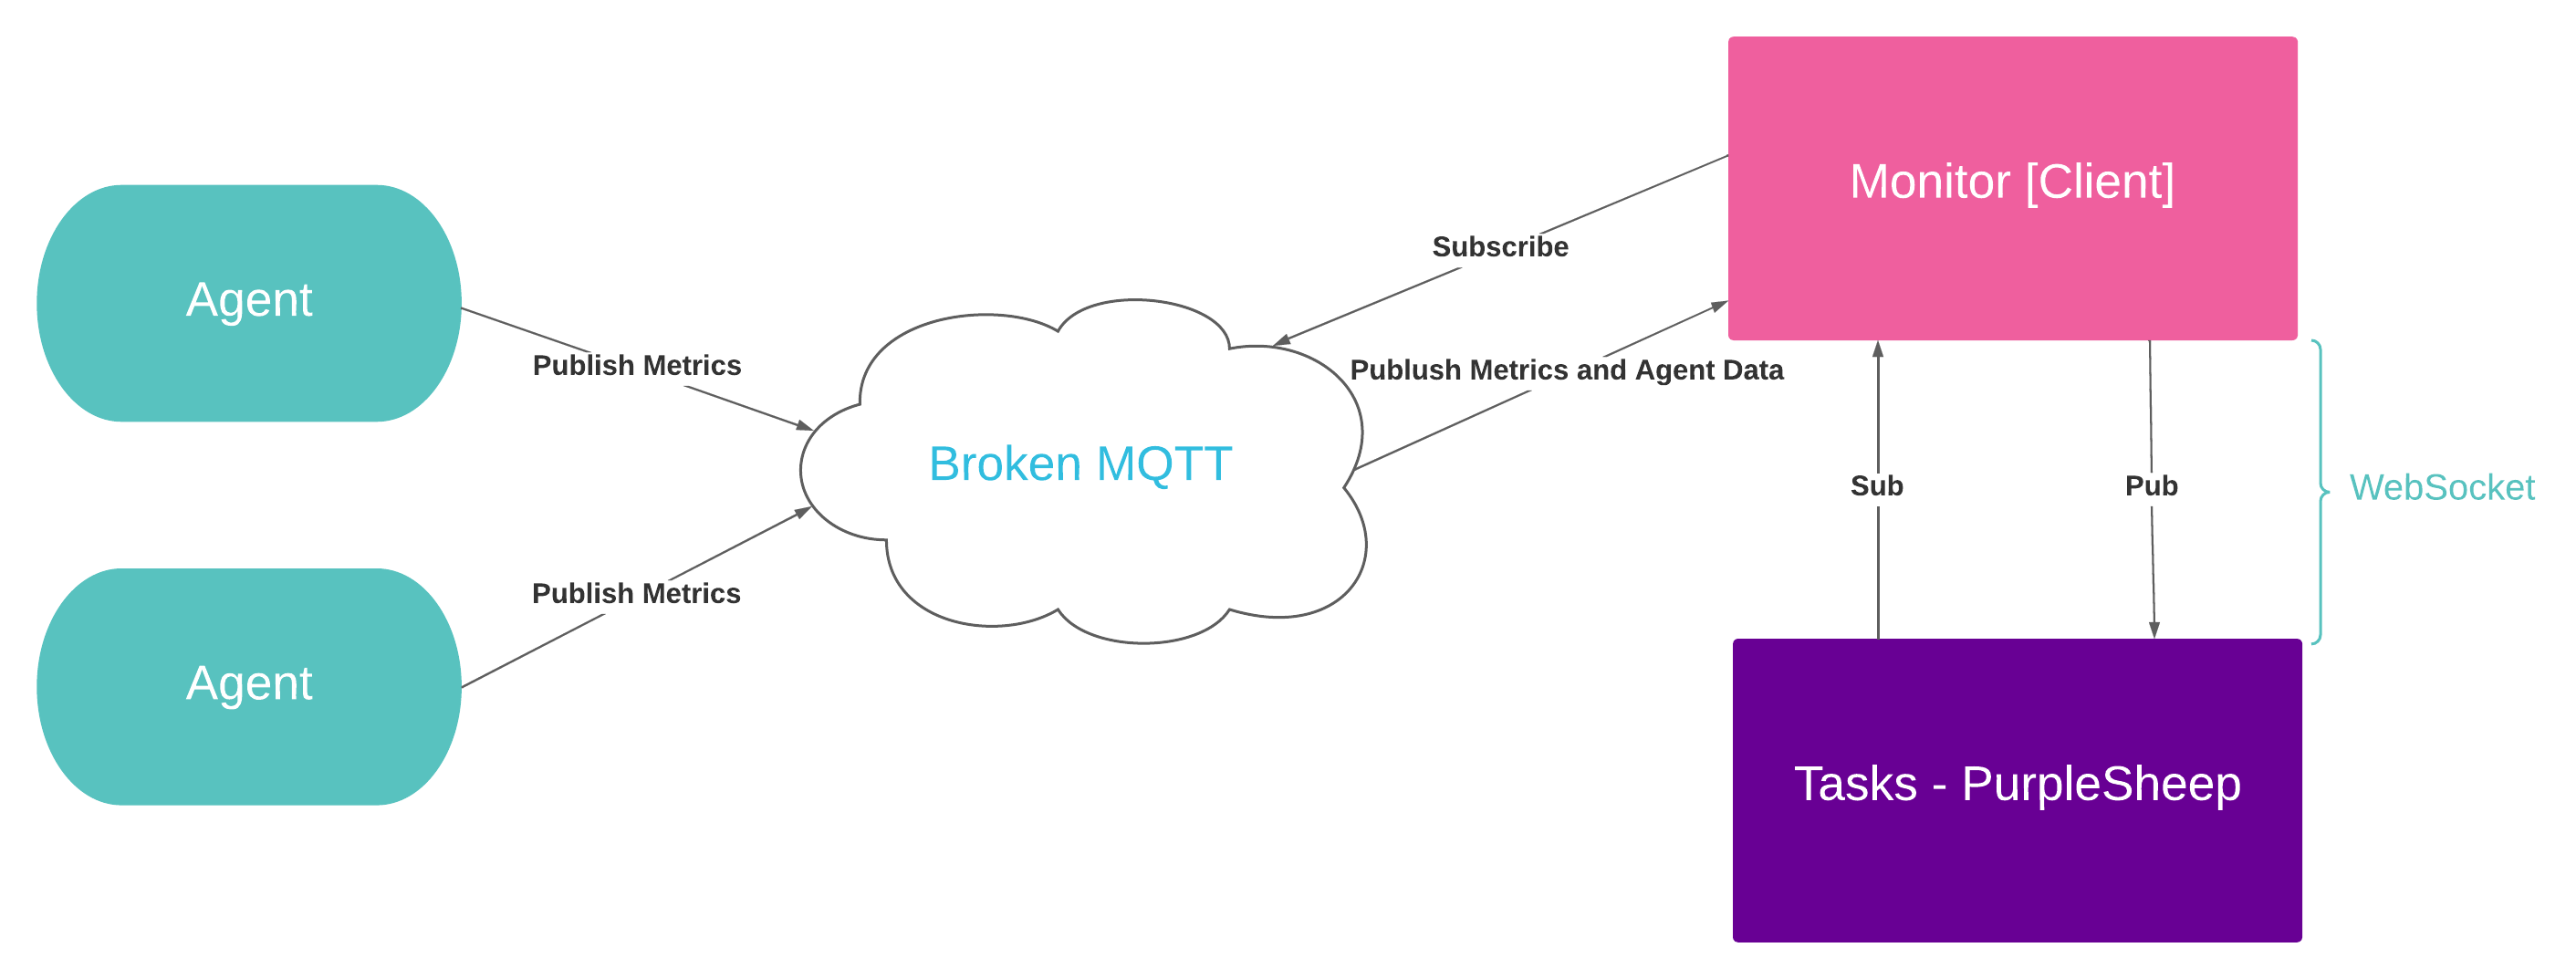 Monitor [Client]
Subscribe
Agent
Publish Metrics
Publush Metrics and Agent Data
Broken MQTT
Sub
Pub
WebSocket
Publish Metrics
Agent
Tasks - PurpleSheep